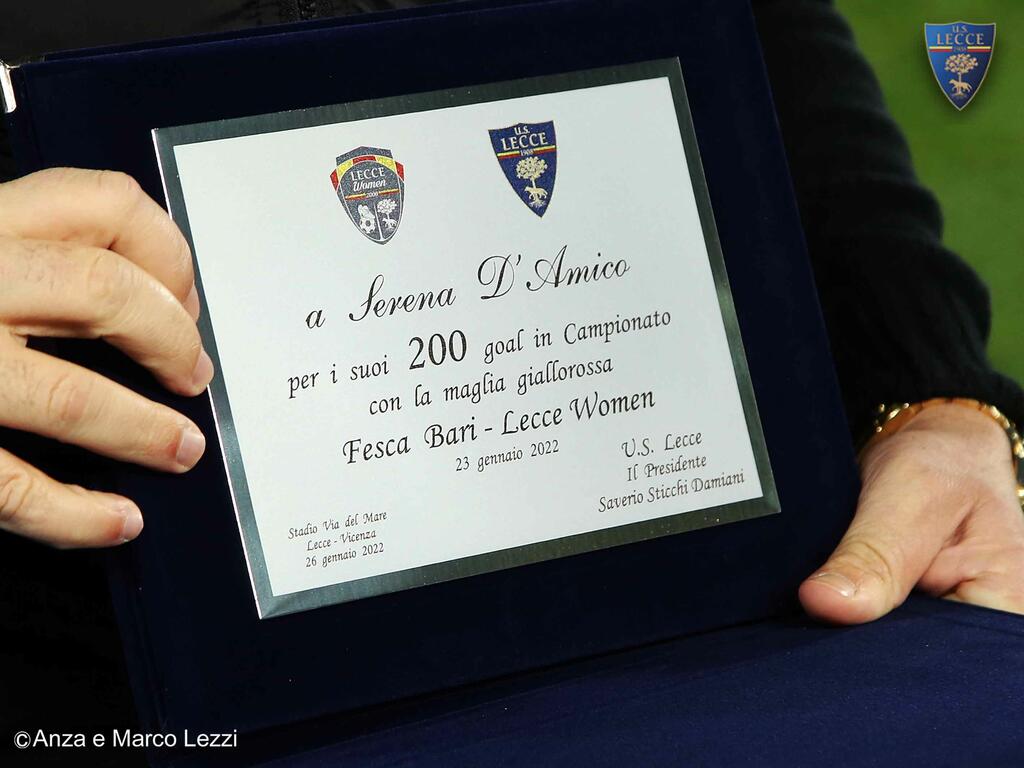 U.S.
LECCE
1908
LECCE
Women
U.S.
LECCE
1908
a Serena D'Amico
per i suoi 200 goal in Campionato
con la maglia giallorossa
Fesca Bari - Lecce Women
23 gennaio 2022
U.S. Lecce
Il Presidente
Saverio Sticchi Damiani
Stadio Via del Mare
Lecce - Vicenza
26 gennaio 2022
©Anza e Marco Lezzi